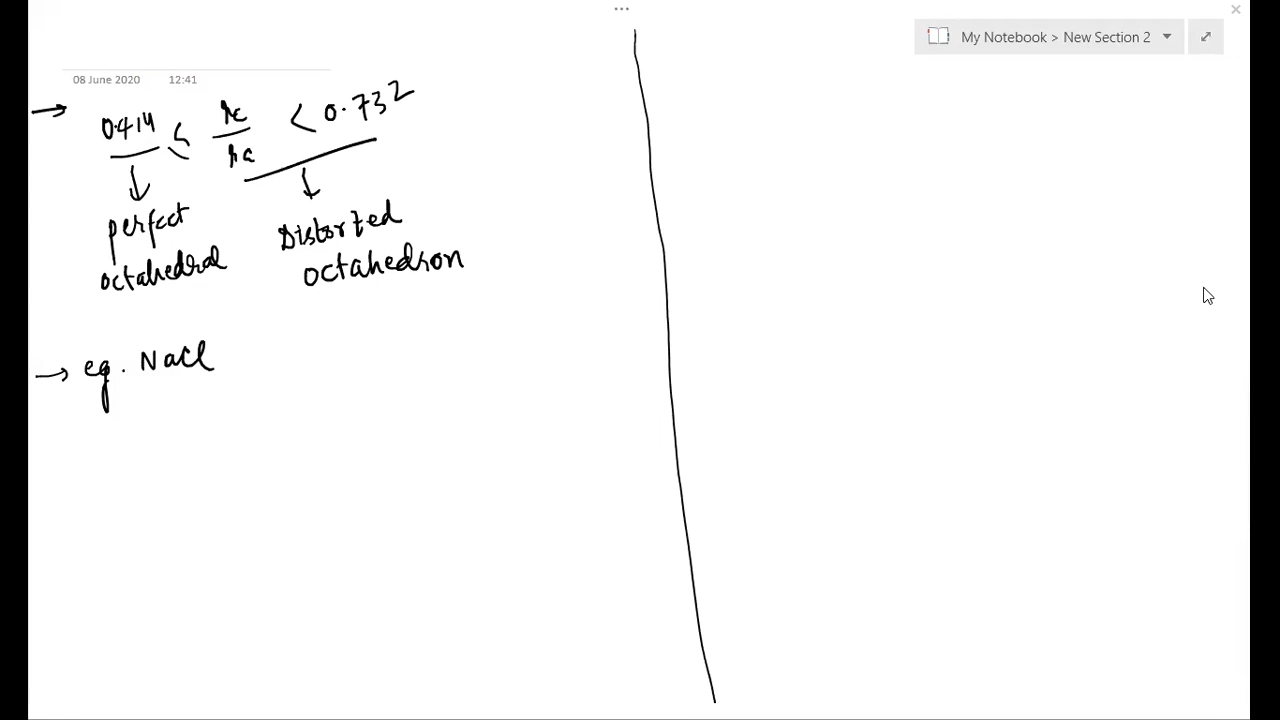 My Notebook > New Section 2
08 June 2020 12:41
→ 0.414 ≤ rc/ra < 0.732
perfect Distorted
octahedral octahedron
→ eg. NaCl